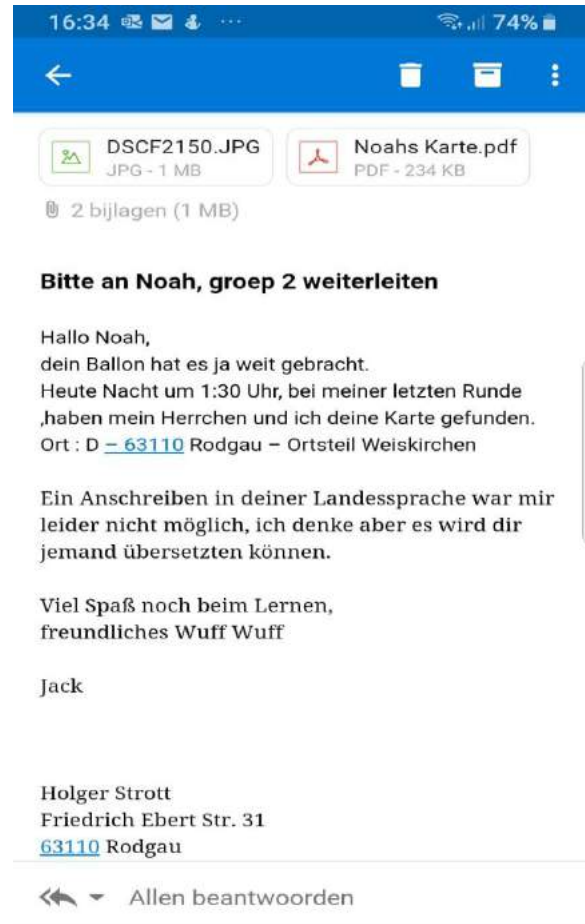 16:34 ...
74%
DSCF2150.JPG
JPG - 1 MB
Noahs Karte.pdf
PDF - 234 KB
2 bijlagen (1 MB)
Bitte an Noah, groep 2 weiterleiten
Hallo Noah,
dein Ballon hat es ja weit gebracht.
Heute Nacht um 1:30 Uhr, bei meiner letzten Runde
,haben mein Herrchen und ich deine Karte gefunden.
Ort : D – 63110 Rodgau – Ortsteil Weiskirchen
Ein Anschreiben in deiner Landessprache war mir
leider nicht möglich, ich denke aber es wird dir
jemand übersetzten können.
Viel Spaß noch beim Lernen,
freundliches Wuff Wuff
Jack
Holger Strott
Friedrich Ebert Str. 31
63110 Rodgau
Allen beantwoorden